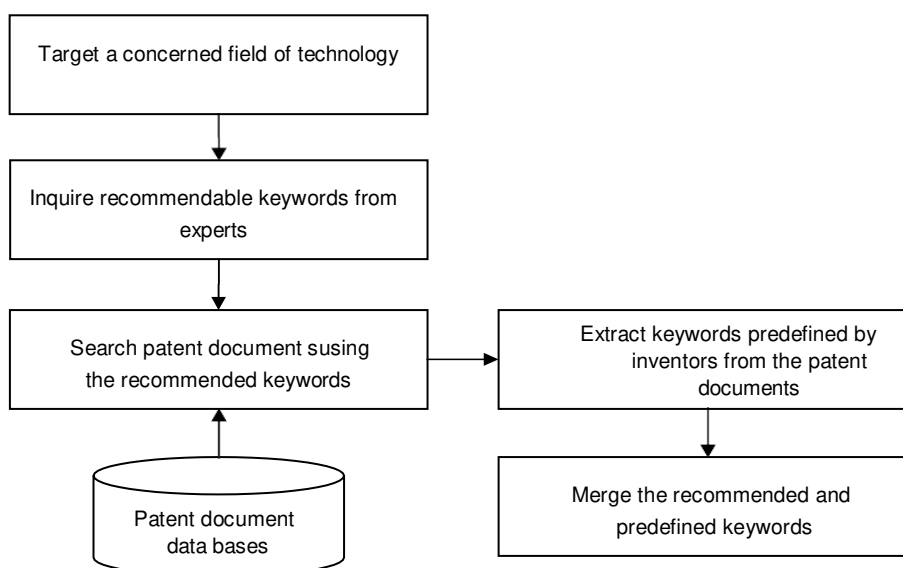 Target a concerned field of technology
Inquire recommendable keywords from
experts
Search patent document susing
the recommended keywords
Patent document
data bases
Extract keywords predefined by
inventors from the patent
documents
Merge the recommended and
predefined keywords